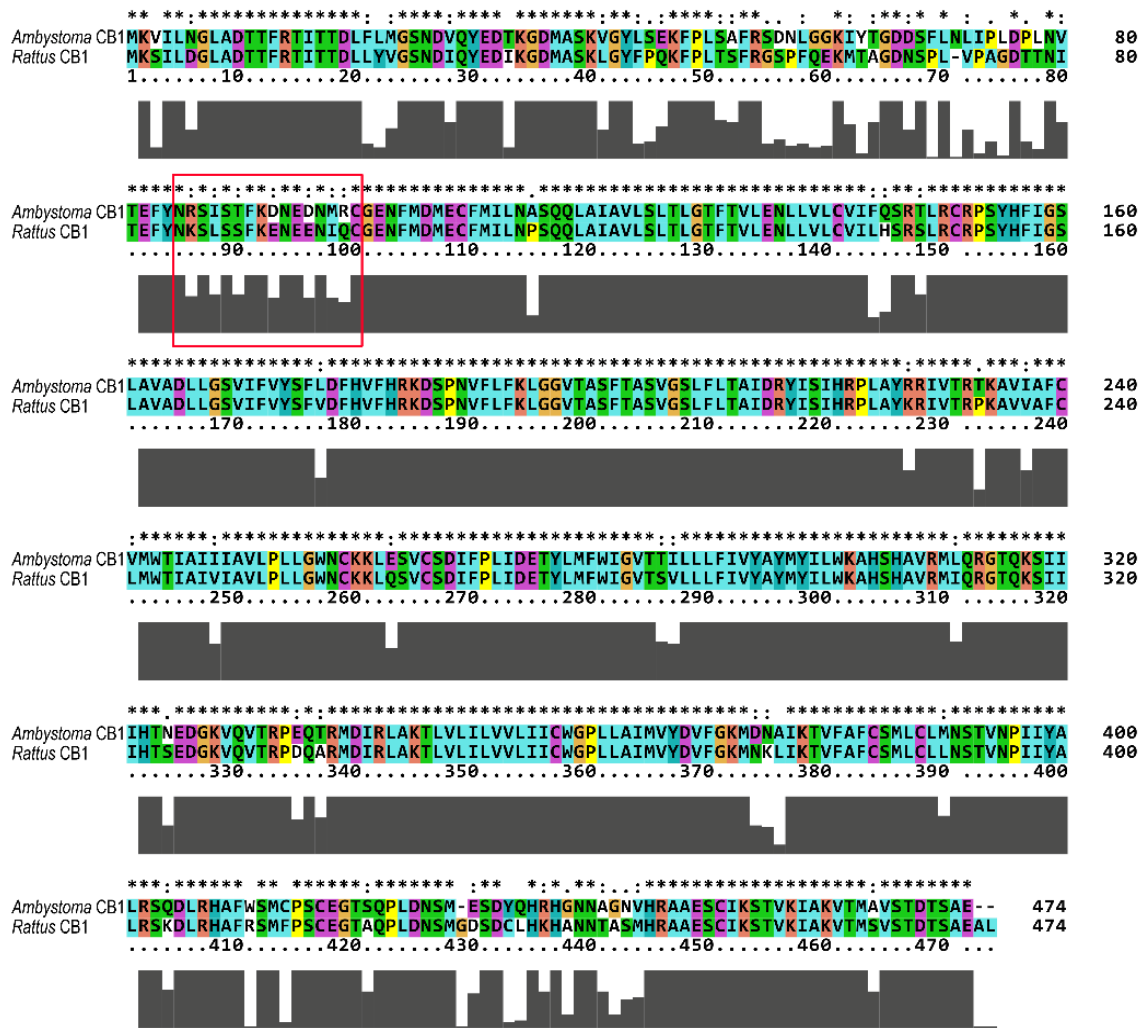 Ambystoma CB1 MKVILNGLADTTFRTITTDLFLMGSNDVQYEDTKGDMASKVGYLSEKFPLSAFRSDNLGGKIYTGDDSFLNLIPLDPLNV 80
Rattus CB1 MKSILDGLADTTFRTITTDLLYVGSNDIQYEDIKGDMASKLGYFPQKFPLTSFRGSPFQEKMTAGDNSPL-VPAGDTTNI 80
1.......10........20........30........40........50........60........70........80
Ambystoma CB1 TEFYNRSISTFKDNEDNMRCGENFMDMECFMILNASQQLAIAVLSLTLGTFTVLENLLVLCVIFQSRTLRCRPSYHFIGS 160
Rattus CB1 TEFYNKSLSSFKENEENIQCGENFMDMECFMILNPSQQLAIAVLSLTLGTFTVLENLLVLCVILHSRSLRCRPSYHFIGS 160
........90.......100.......110.......120.......130.......140.......150.......160
Ambystoma CB1 LAVADLLGSVIFVYSFLDFHVFHRKDSPNVFLFKLGGVTASFTASVGSLFLTAIDRYISIHRPLAYRRIVTRTKAVIAFC 240
Rattus CB1 LAVADLLGSVIFVYSFVDFHVFHRKDSPNVFLFKLGGVTASFTASVGSLFLTAIDRYISIHRPLAYKRIVTRPKAVVAFC 240
.......170.......180.......190.......200.......210.......220.......230.......240
Ambystoma CB1 VMWTIAIIIAVLPLLGWNCKKLESVCSDIFPLIDETYLMFWIGVTTILLLFIVYAYMYILWKAHSHAVRMLQRGTQKSII 320
Rattus CB1 LMWTIAIVIAVLPLLGWNCKKLQSVCSDIFPLIDETYLMFWIGVTSVLLLFIVYAYMYILWKAHSHAVRMIQRGTQKSII 320
.......250.......260.......270.......280.......290.......300.......310.......320
Ambystoma CB1 IHTNEDGKVQVTRPEQTRMDIRLAKTLVLILVVLIICWGPLLAIMVYDVFGKMDNAIKTVFAFCSMLCLMNSTVNPIIYA 400
Rattus CB1 IHTSEDGKVQVTRPDQARMDIRLAKTLVLILVVLIICWGPLLAIMVYDVFGKMNKLIKTVFAFCSMLCLLNSTVNPIIYA 400
.......330.......340.......350.......360.......370.......380.......390.......400
Ambystoma CB1 LRSQDLRHAFWSMCPSCEGTSQPLDNSM-ESDYQHRHGNNAGNVHRAAESCIKSTVKIAKVTMAVSTDTSAE-- 474
Rattus CB1 LRSKDLRHAFRSMFPSCEGTAQPLDNSMGDSDCLHKHANNTASMHRAAESCIKSTVKIAKVTMSVSTDTSAEAL 474
.......410.......420.......430.......440.......450.......460.......470....